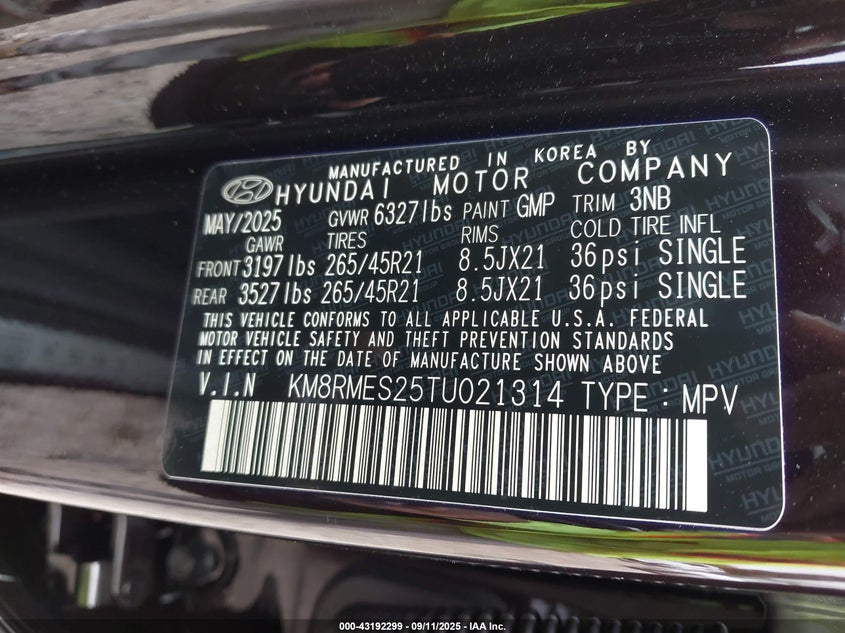 MANUFACTURED IN KOREA BY
HYUNDAI MOTOR COMPANY
MAY/2025 GVWR 6327lbs PAINT GMP TRIM 3NB
GAWR TIRES RIMS COLD TIRE INFL
FRONT 3197lbs 265/45R21 8.5JX21 36psi SINGLE
REAR 3527lbs 265/45R21 8.5JX21 36psi SINGLE
THIS VEHICLE CONFORMS TO ALL APPLICABLE U.S.A. FEDERAL
MOTOR VEHICLE SAFETY AND THEFT PREVENTION STANDARDS
IN EFFECT ON THE DATE OF MANUFACTURE SHOWN ABOVE
V.I.N KM8RMES25TU021314 TYPE : MPV
000-43192299 - 09/11/2025 - IAA Inc.